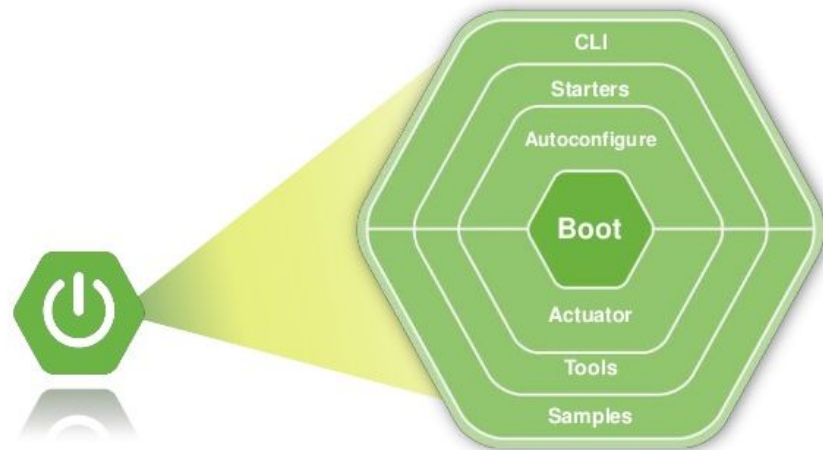 CLI
Starters
Autoconfigure
Boot
Actuator
Tools
Samples